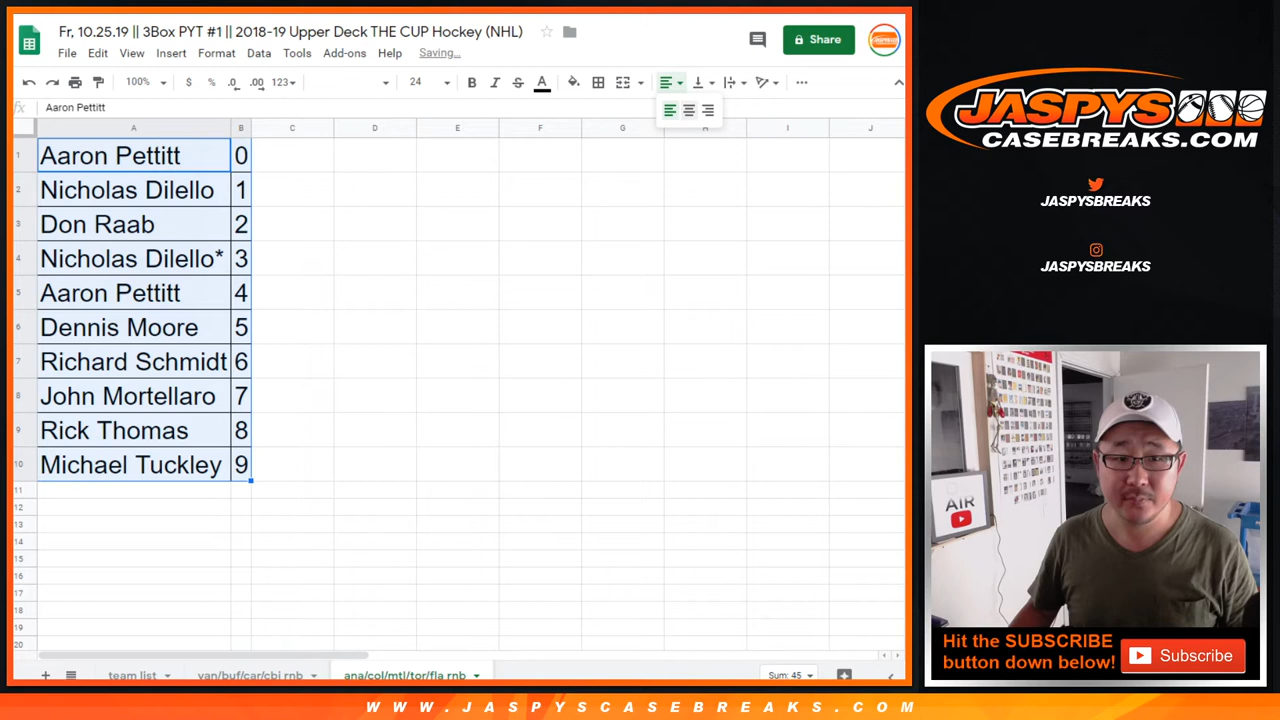 Fr, 10.25.19 || 3Box PYT #1 || 2018-19 Upper Deck THE CUP Hockey (NHL)
File Edit View Insert Format Data Tools Add-ons Help Saving...
Share
100% $ % .0 .00 123 24 B I S A
fx Aaron Pettitt
A B C D E F G H I J
1 Aaron Pettitt 0
2 Nicholas Dilello 1
3 Don Raab 2
4 Nicholas Dilello* 3
5 Aaron Pettitt 4
6 Dennis Moore 5
7 Richard Schmidt 6
8 John Mortellaro 7
9 Rick Thomas 8
10 Michael Tuckley 9
11
12
13
14
15
16
17
18
19
20
team list van/buf/car/cbj rnb ana/col/mtl/tor/fla rnb Sum: 45
JASPYS
CASEBREAKS.COM
JASPYSBREAKS
JASPYSBREAKS
AIR
Hit the SUBSCRIBE
button down below!
Subscribe
WWW.JASPYSCASEBREAKS.COM